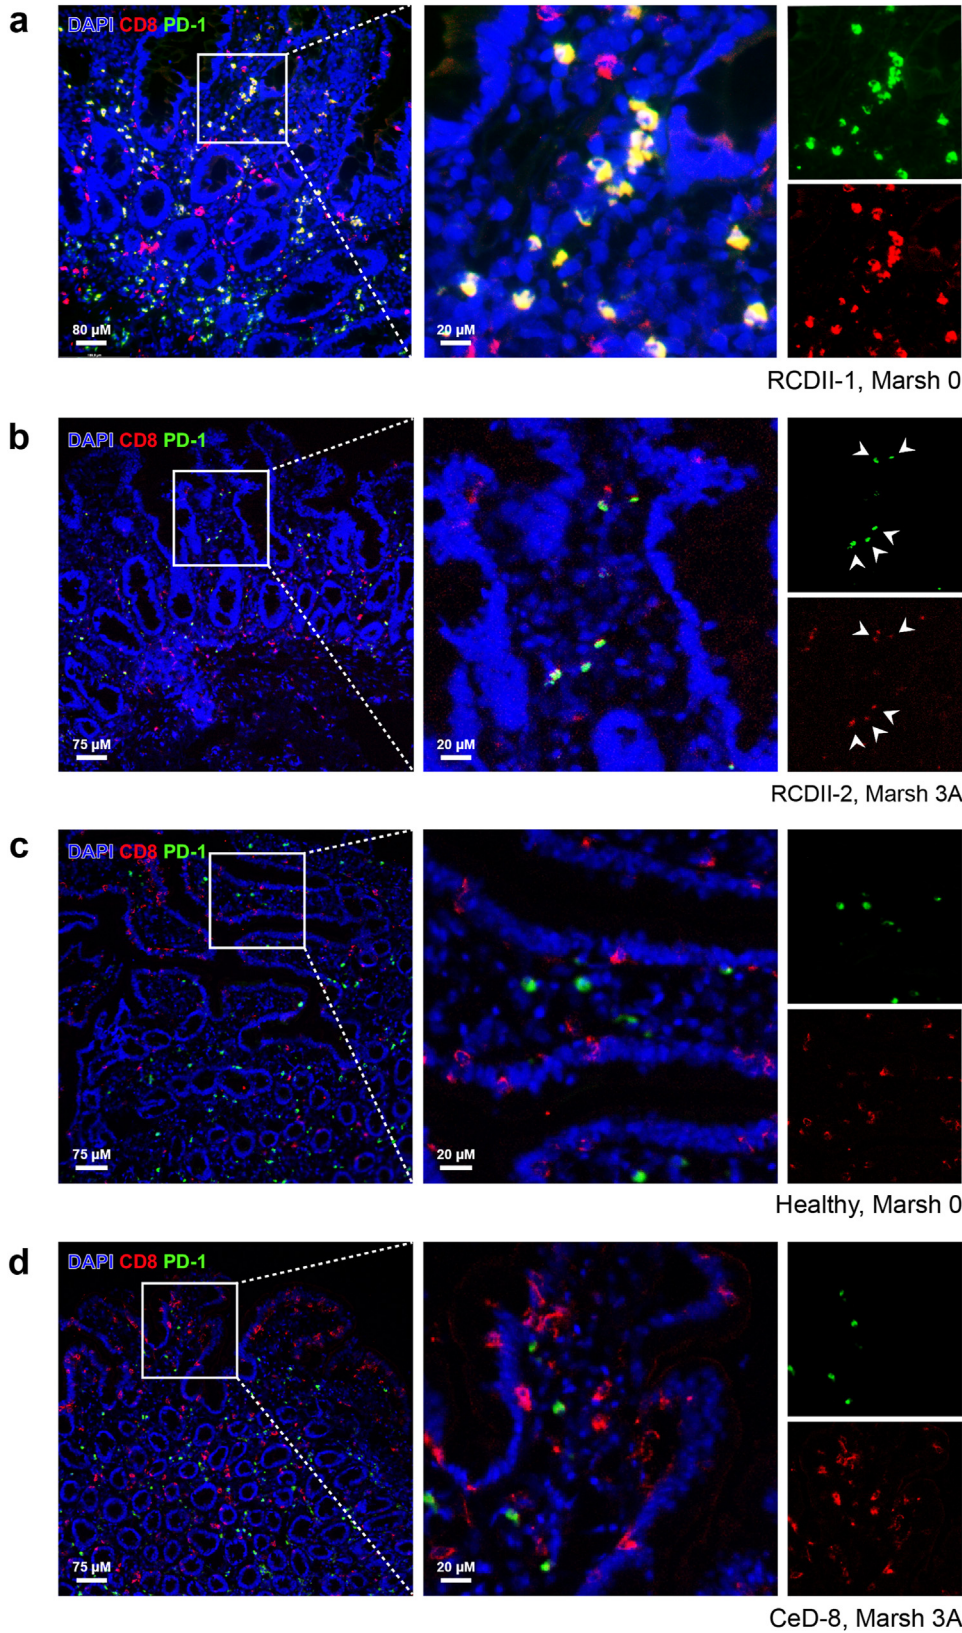 a
DAPI CD8 PD-1
80 µM
20 µM
RCDII-1, Marsh 0
b
DAPI CD8 PD-1
75 µM
20 µM
RCDII-2, Marsh 3A
c
DAPI CD8 PD-1
75 µM
20 µM
Healthy, Marsh 0
d
DAPI CD8 PD-1
75 µM
20 µM
CeD-8, Marsh 3A